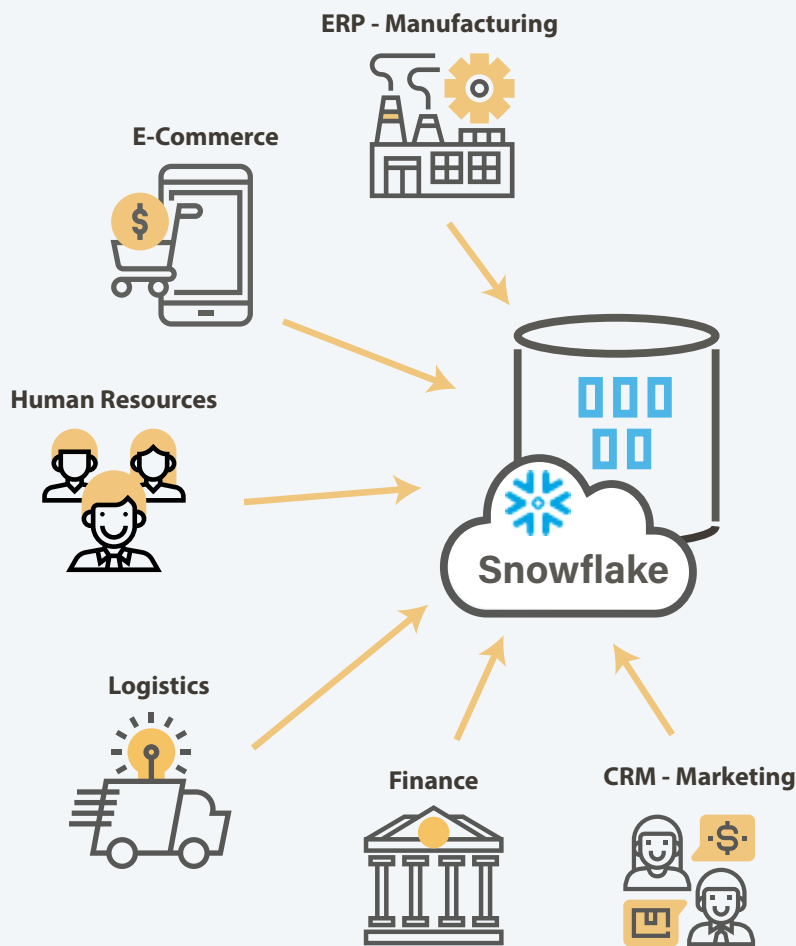 ERP - Manufacturing
E-Commerce
$
Human Resources
Snowflake
Logistics
Finance
CRM - Marketing
$